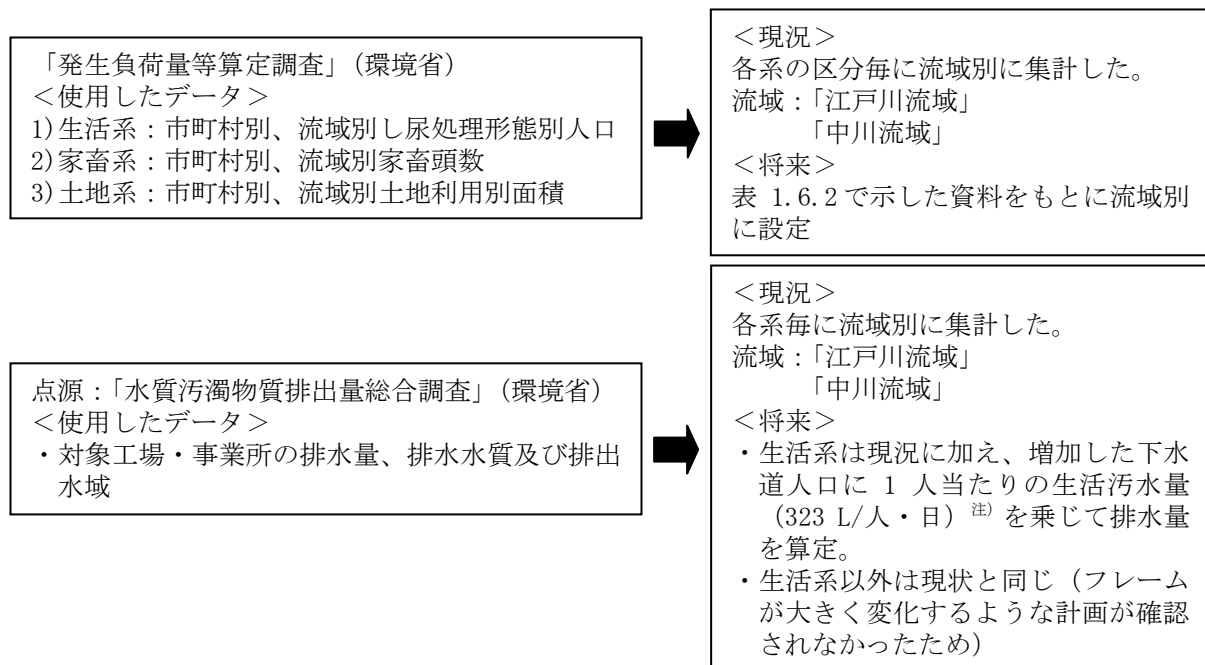 「発生負荷量等算定調査」(環境省)
＜使用したデータ＞
1)生活系：市町村別、流域別し尿処理形態別人口
2)家畜系：市町村別、流域別家畜頭数
3)土地系：市町村別、流域別土地利用別面積
＜現況＞
各系の区分毎に流域別に集計した。
流域：「江戸川流域」
「中川流域」
＜将来＞
表 1.6.2で示した資料をもとに流域別
に設定
点源：「水質汚濁物質排出量総合調査」(環境省)
＜使用したデータ＞
・対象工場・事業所の排水量、排水水質及び排出
水域
＜現況＞
各系毎に流域別に集計した。
流域：「江戸川流域」
「中川流域」
＜将来＞
・生活系は現況に加え、増加した下水
道人口に 1 人当たりの生活汚水量
（323 L/人・日）注）を乗じて排水量
を算定。
・生活系以外は現状と同じ（フレーム
が大きく変化するような計画が確認
されなかったため）